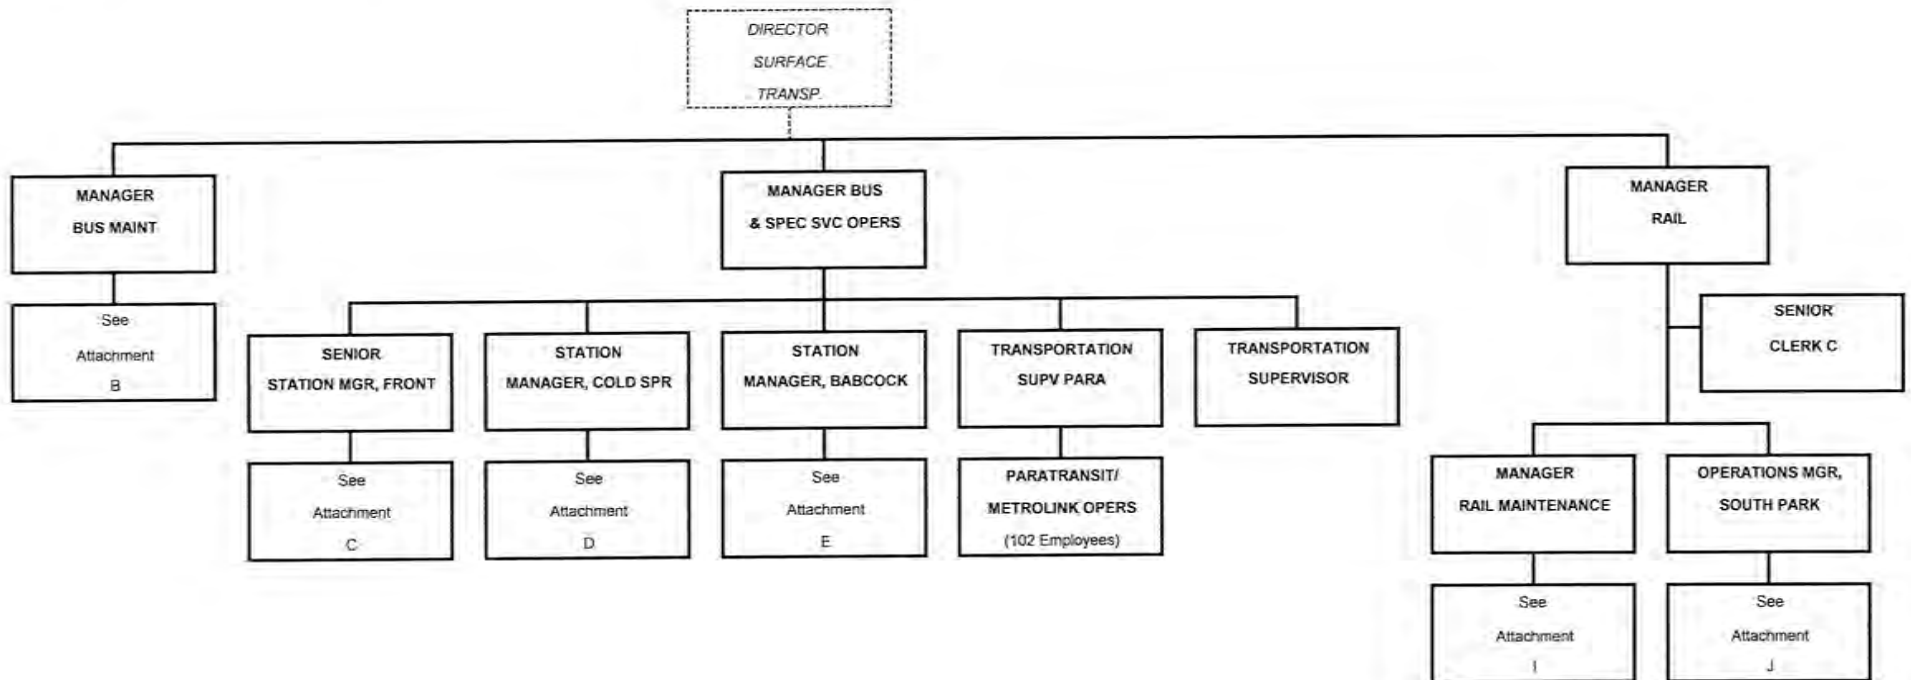 DIRECTOR
SURFACE
TRANSP.
MANAGER
BUS MAINT
MANAGER BUS
& SPEC SVC OPERS
MANAGER
RAIL
See
Attachment
B
SENIOR
CLERK C
SENIOR
STATION MGR, FRONT
STATION
MANAGER, COLD SPR
STATION
MANAGER, BABCOCK
TRANSPORTATION
SUPV PARA
TRANSPORTATION
SUPERVISOR
See
Attachment
C
See
Attachment
D
See
Attachment
E
PARATRANSIT/
METROLINK OPERS
(102 Employees)
MANAGER
RAIL MAINTENANCE
OPERATIONS MGR,
SOUTH PARK
See
Attachment
I
See
Attachment
J